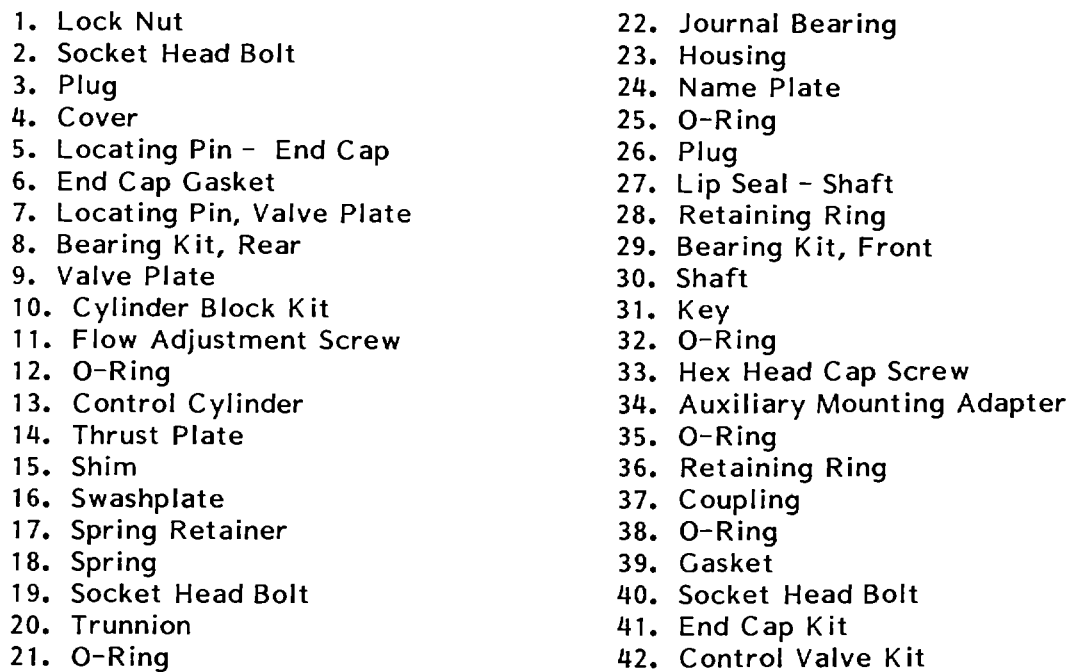 1. Lock Nut
2. Socket Head Bolt
3. Plug
4. Cover
5. Locating Pin - End Cap
6. End Cap Gasket
7. Locating Pin, Valve Plate
8. Bearing Kit, Rear
9. Valve Plate
10. Cylinder Block Kit
11. Flow Adjustment Screw
12. O-Ring
13. Control Cylinder
14. Thrust Plate
15. Shim
16. Swashplate
17. Spring Retainer
18. Spring
19. Socket Head Bolt
20. Trunnion
21. O-Ring
22. Journal Bearing
23. Housing
24. Name Plate
25. O-Ring
26. Plug
27. Lip Seal - Shaft
28. Retaining Ring
29. Bearing Kit, Front
30. Shaft
31. Key
32. O-Ring
33. Hex Head Cap Screw
34. Auxiliary Mounting Adapter
35. O-Ring
36. Retaining Ring
37. Coupling
38. O-Ring
39. Gasket
40. Socket Head Bolt
41. End Cap Kit
42. Control Valve Kit